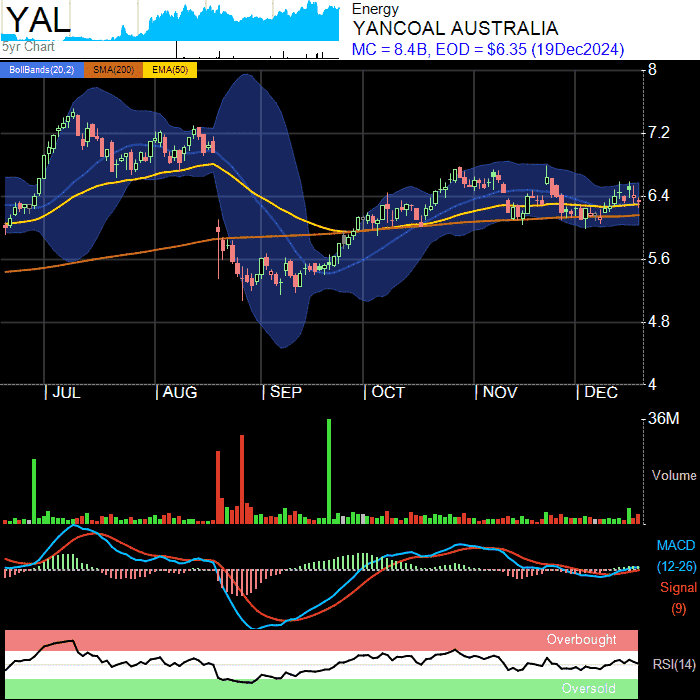 YAL
5yr Chart
Energy
YANCOAL AUSTRALIA
MC = 8.4B, EOD = $6.35 (19Dec2024)
BollBands(20,2) SMA(200) EMA(50)
8
7.2
6.4
5.6
4.8
4
JUL AUG SEP OCT NOV DEC
36M
Volume
MACD
(12-26)
Signal
(9)
Overbought
RSI(14)
Oversold